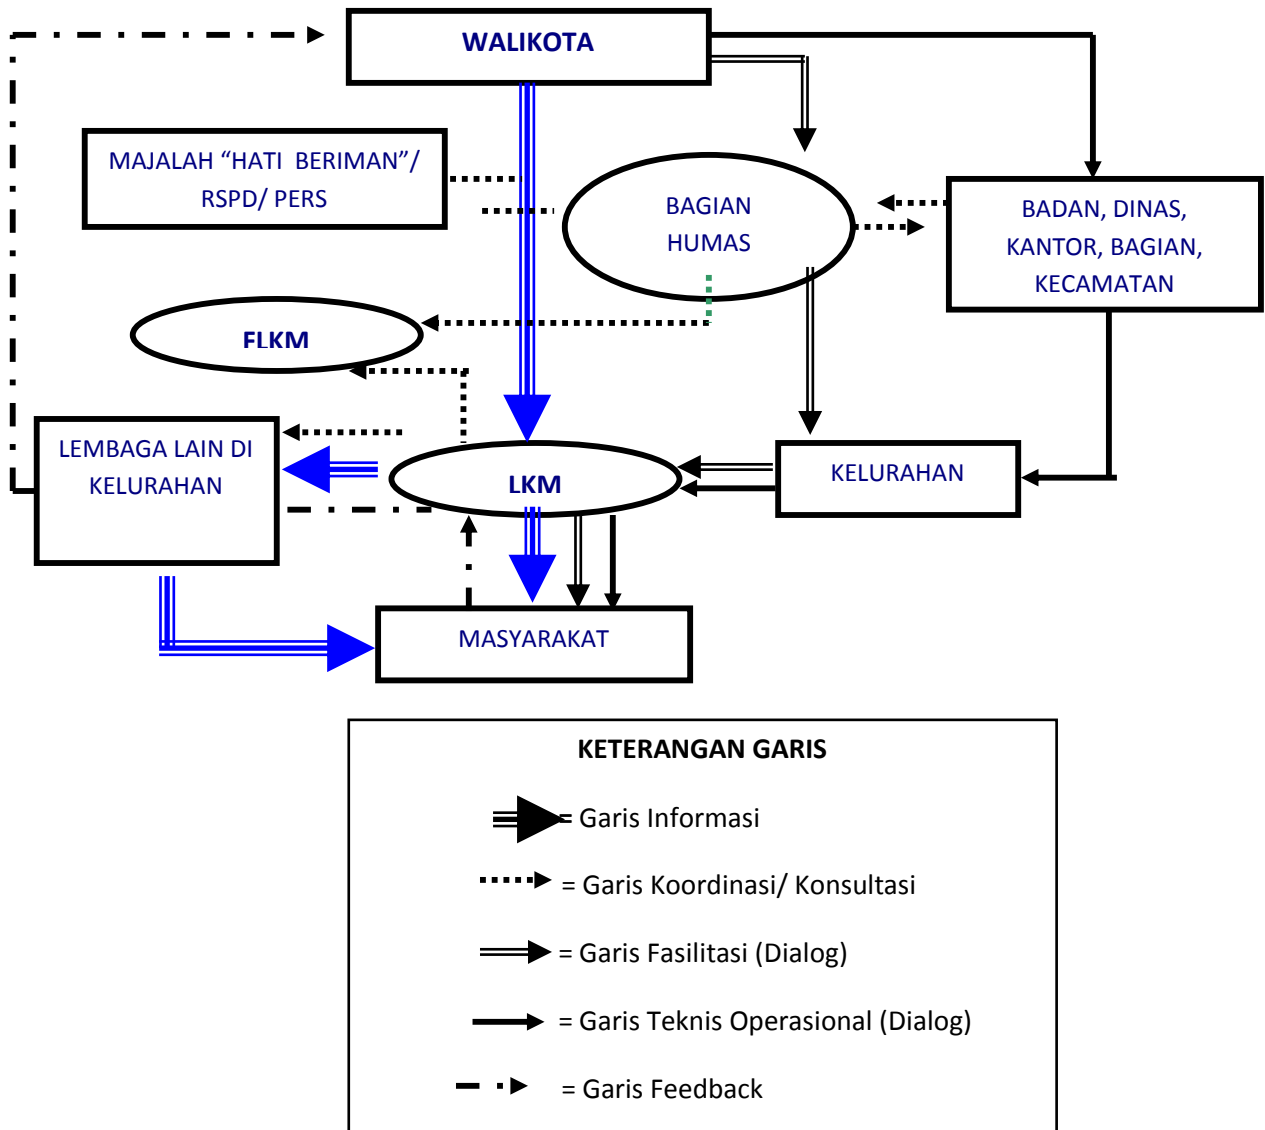 WALIKOTA
MAJALAH “HATI BERIMAN”/
RSPD/ PERS
BAGIAN
HUMAS
BADAN, DINAS,
KANTOR, BAGIAN,
KECAMATAN
FLKM
LEMBAGA LAIN DI
KELURAHAN
LKM
KELURAHAN
MASYARAKAT
KETERANGAN GARIS
= Garis Informasi
= Garis Koordinasi/ Konsultasi
= Garis Fasilitasi (Dialog)
= Garis Teknis Operasional (Dialog)
= Garis Feedback